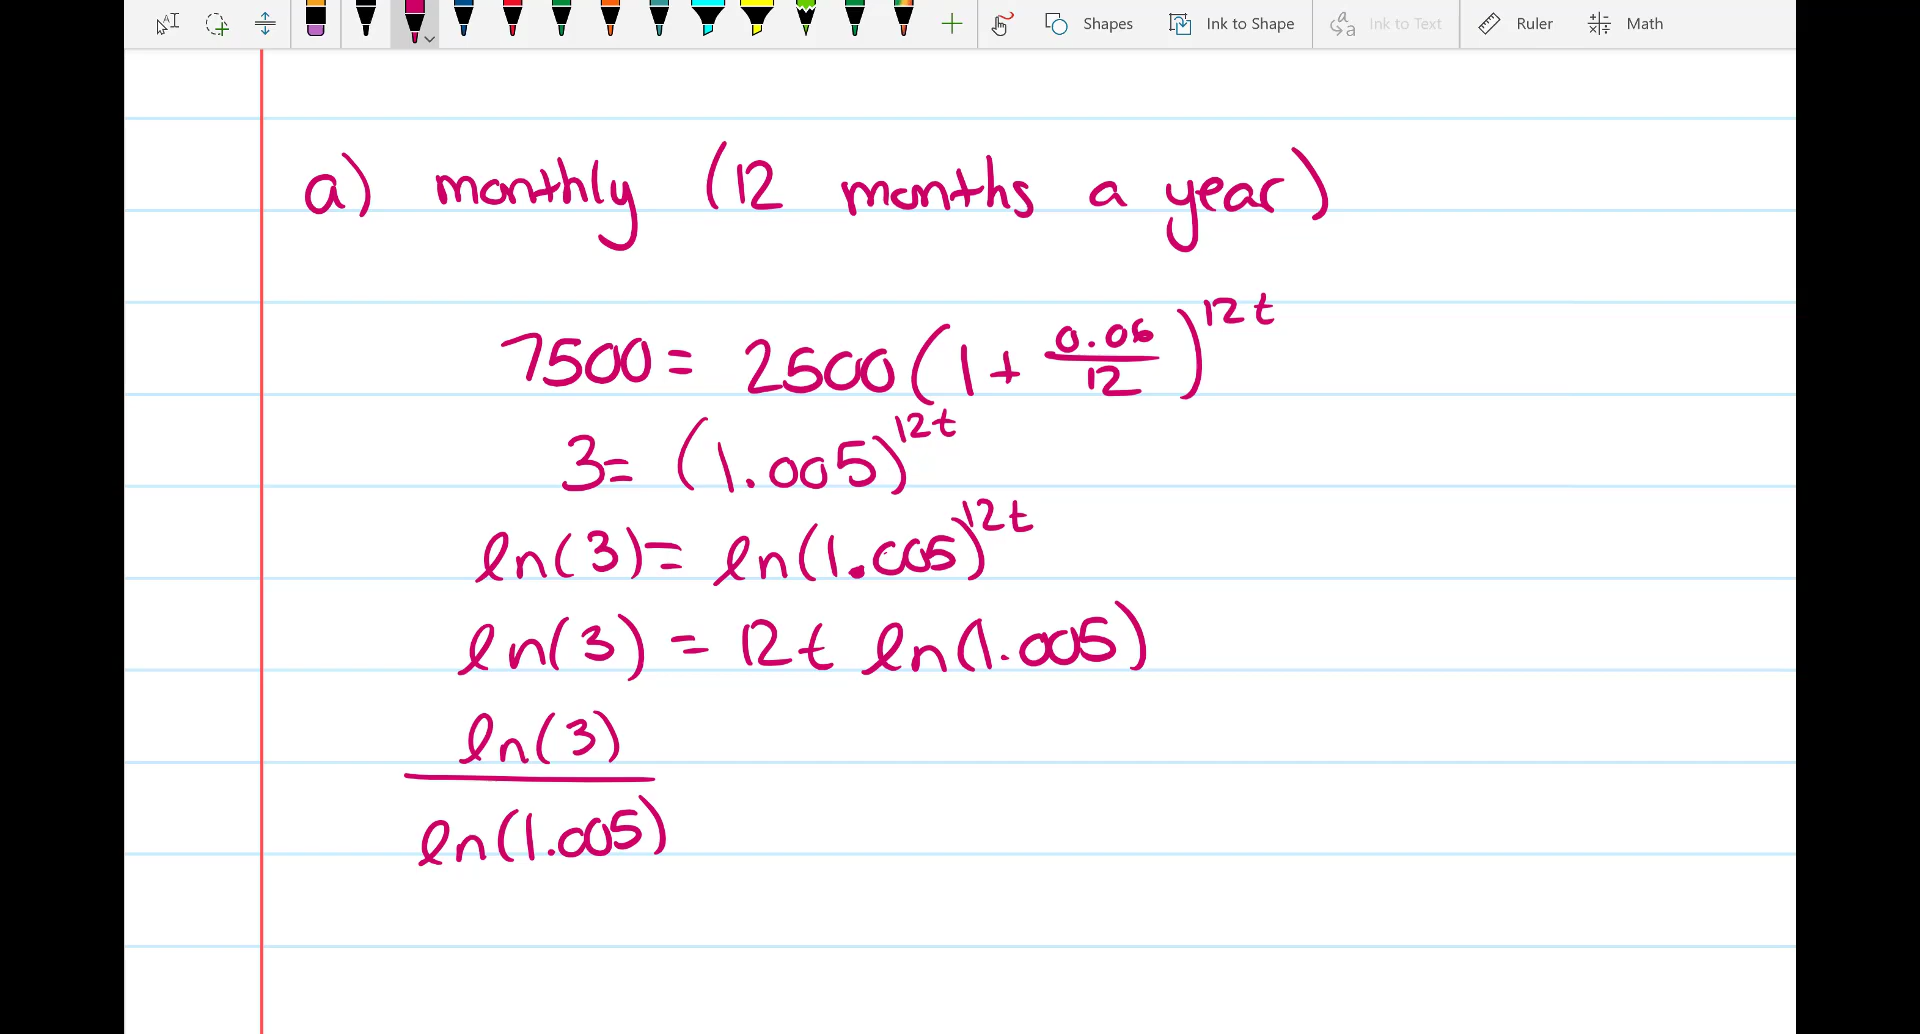 Shapes Ink to Shape Ink to Text Ruler Math
a) monthly (12 months a year)
7500 = 2500 (1 + 0.06/12)^12t
3 = (1.005)^12t
ln(3) = ln(1.005)^12t
ln(3) = 12t ln(1.005)
ln(3)
ln(1.005)